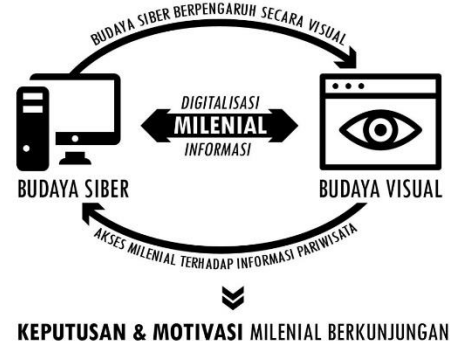 BUDAYA SIBER BERPENGARUH SECARA VISUAL
DIGITALISASI
MILENIAL
INFORMASI
BUDAYA SIBER
BUDAYA VISUAL
AKSES MILENIAL TERHADAP INFORMASI PARIWISATA
KEPUTUSAN & MOTIVASI MILENIAL BERKUNJUNGAN